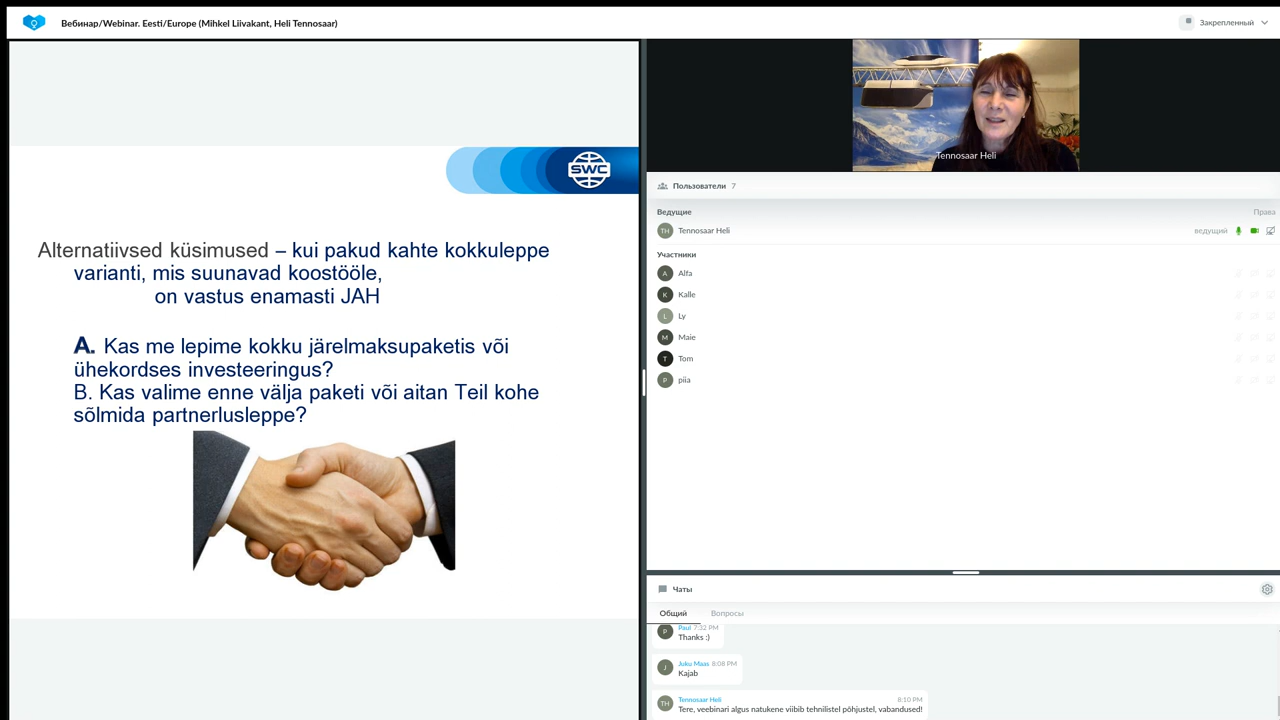 Вебинар/Webinar. Eesti/Europe (Mihkel Liivakant, Heli Tennosaar)
Закрепленный
SWC
Alternatiivsed küsimused – kui pakud kahte kokkuleppe
varianti, mis suunavad koostööle,
on vastus enamasti JAH
A. Kas me lepime kokku järelmaksupaketis või
ühekordses investeeringus?
B. Kas valime enne välja paketi või aitan Teil kohe
sõlmida partnerlusleppe?
Tennosaar Heli
Пользователи 7
Ведущие
Права
TH Tennosaar Heli
ведущий
Участники
A Alfa
K Kalle
L Ly
M Maie
T Tom
P piia
Чаты
Общий Вопросы
Paul 7:32 PM
P Thanks :)
Juku Maas 8:08 PM
J Kajab
Tennosaar Heli 8:10 PM
TH Tere, veebinari algus natukene viibib tehnilistel põhjustel, vabandused!